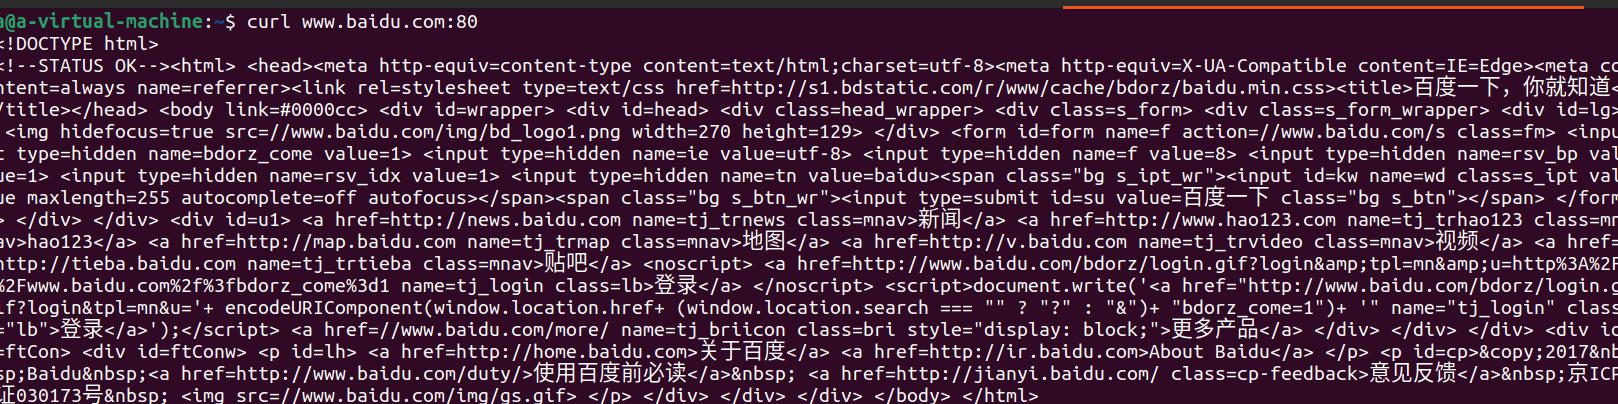 a@a-virtual-machine:~$ curl www.baidu.com:80
<!DOCTYPE html>
<!--STATUS OK--><html> <head><meta http-equiv=content-type content=text/html;charset=utf-8><meta http-equiv=X-UA-Compatible content=IE=Edge><meta co
ntent=always name=referrer><link rel=stylesheet type=text/css href=http://s1.bdstatic.com/r/www/cache/bdorz/baidu.min.css><title>百度一下，你就知道<
/title></head> <body link=#0000cc> <div id=wrapper> <div id=head> <div class=head_wrapper> <div class=s_form> <div class=s_form_wrapper> <div id=lg>
<img hidefocus=true src=//www.baidu.com/img/bd_logo1.png width=270 height=129> </div> <form id=form name=f action=//www.baidu.com/s class=fm> <inpu
t type=hidden name=bdorz_come value=1> <input type=hidden name=ie value=utf-8> <input type=hidden name=f value=8> <input type=hidden name=rsv_bp val
ue=1> <input type=hidden name=rsv_idx value=1> <input type=hidden name=tn value=baidu><span class="bg s_ipt_wr"><input id=kw name=wd class=s_ipt val
ue maxlength=255 autocomplete=off autofocus></span><span class="bg s_btn_wr"><input type=submit id=su value=百度一下 class="bg s_btn"></span> </form
> </div> </div> <div id=u1> <a href=http://news.baidu.com name=tj_trnews class=mnav>新闻</a> <a href=http://www.hao123.com name=tj_trhao123 class=mn
av>hao123</a> <a href=http://map.baidu.com name=tj_trmap class=mnav>地图</a> <a href=http://v.baidu.com name=tj_trvideo class=mnav>视频</a> <a href=
http://tieba.baidu.com name=tj_trtieba class=mnav>贴吧</a> <noscript> <a href=http://www.baidu.com/bdorz/login.gif?login&amp;tpl=mn&amp;u=http%3A%2F
%2Fwww.baidu.com%2f%3fbdorz_come%3d1 name=tj_login class=lb>登录</a> </noscript> <script>document.write('<a href="http://www.baidu.com/bdorz/login.g
if?login&tpl=mn&u='+ encodeURIComponent(window.location.href+ (window.location.search === "" ? "?" : "&")+ "bdorz_come=1")+ '" name="tj_login" class
="lb">登录</a>');</script> <a href=//www.baidu.com/more/ name=tj_briicon class=bri style="display: block;">更多产品</a> </div> </div> </div> <div id
=ftCon> <div id=ftConw> <p id=lh> <a href=http://home.baidu.com>关于百度</a> <a href=http://ir.baidu.com>About Baidu</a> </p> <p id=cp>&copy;2017&nb
sp;Baidu&nbsp;<a href=http://www.baidu.com/duty/>使用百度前必读</a>&nbsp; <a href=http://jianyi.baidu.com/ class=cp-feedback>意见反馈</a>&nbsp;京ICP
证030173号&nbsp; <img src=//www.baidu.com/img/gs.gif> </p> </div> </div> </div> </body> </html>